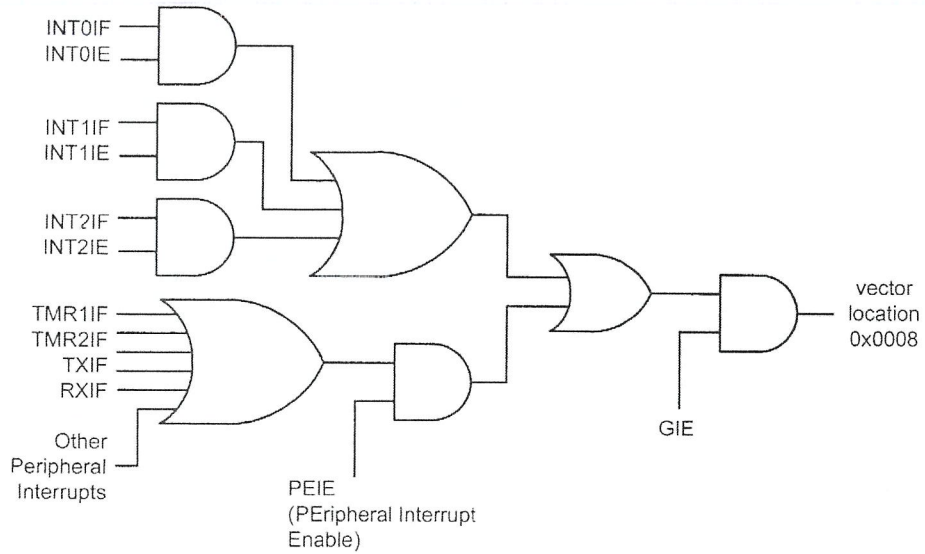 INT0IF
INT0IE
INT1IF
INT1IE
INT2IF
INT2IE
TMR1IF
TMR2IF
TXIF
RXIF
Other
Peripheral
Interrupts
PEIE
(PEripheral Interrupt
Enable)
GIE
vector
location
0x0008